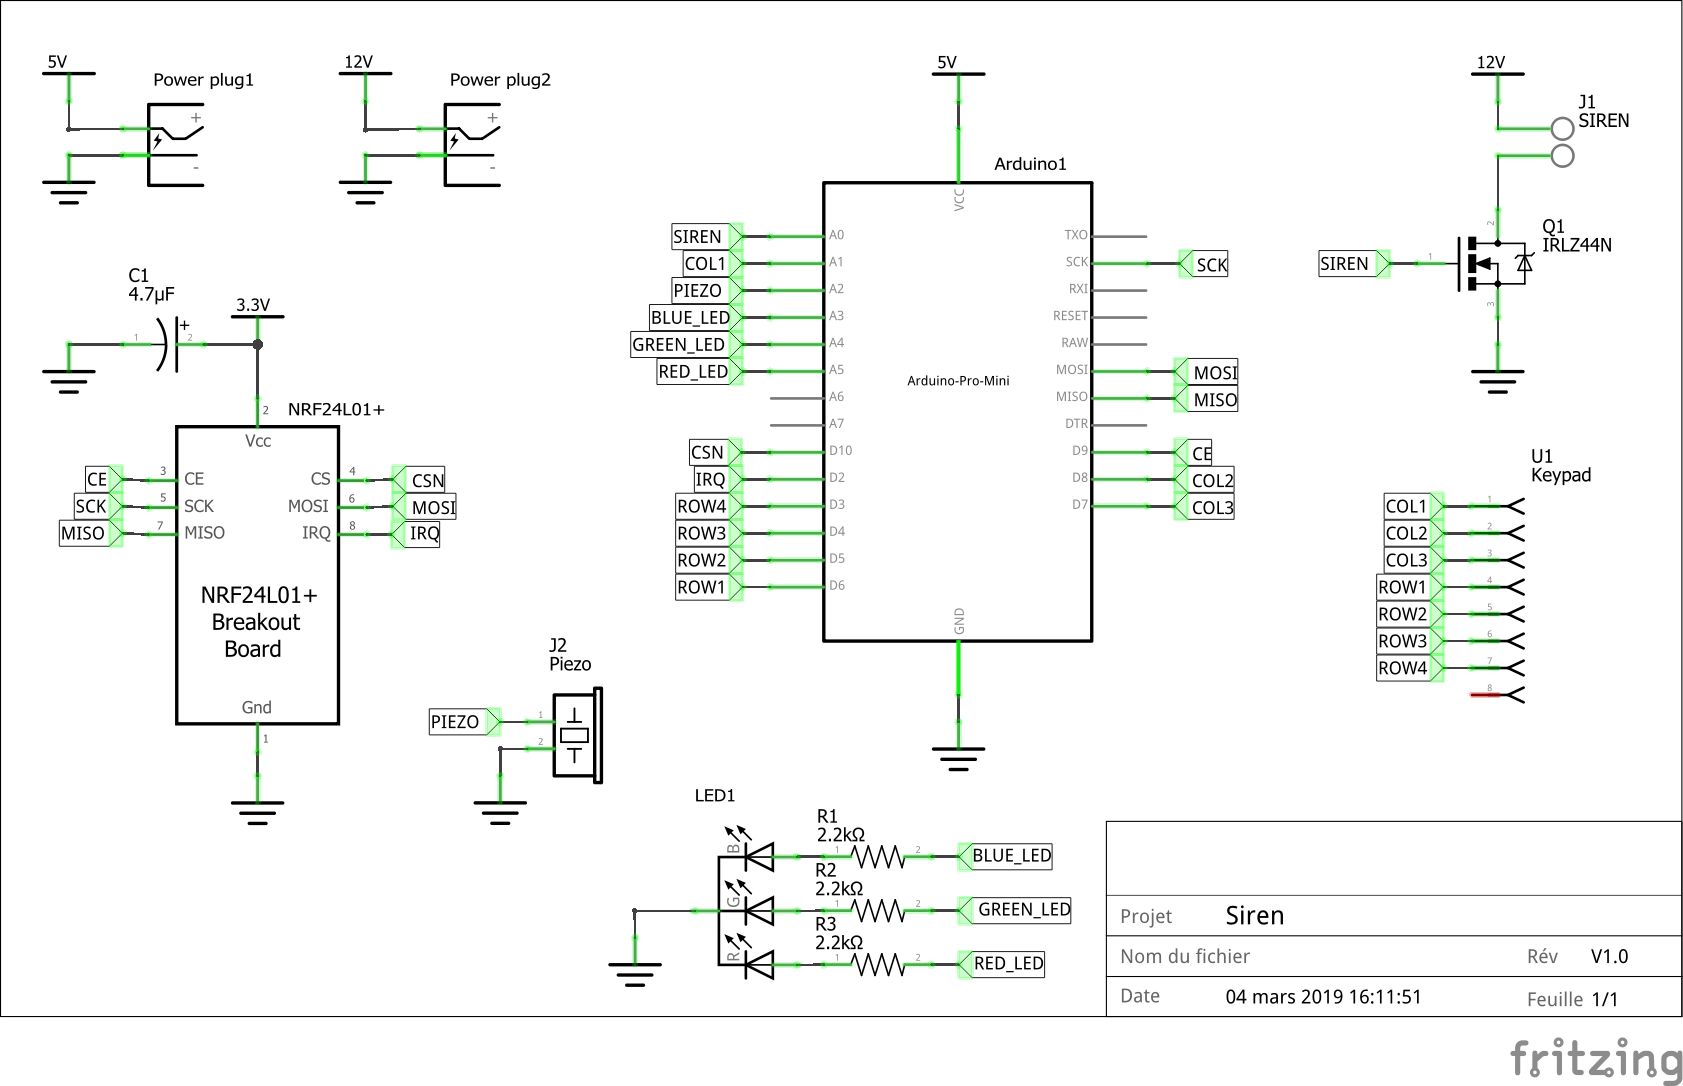 5V
Power plug1
+
-
12V
Power plug2
+
-
5V
Arduino1
VCC
Arduino-Pro-Mini
GND
SIREN A0
COL1 A1
PIEZO A2
BLUE_LED A3
GREEN_LED A4
RED_LED A5
A6
A7
CSN D10
IRQ D2
ROW4 D3
ROW3 D4
ROW2 D5
ROW1 D6
TXO
SCK SCK
RXI
RESET
RAW
MOSI MOSI
MISO MISO
DTR
D9 CE
D8 COL2
D7 COL3
12V
J1
SIREN
Q1
IRLZ44N
2
SIREN 1
3
C1
4.7µF
1 2 +
3.3V
2
NRF24L01+
Vcc
CE 3 CE
SCK 5 SCK
MISO 7 MISO
CS 4 CSN
MOSI 6 MOSI
IRQ 8 IRQ
NRF24L01+
Breakout
Board
Gnd
1
U1
Keypad
COL1 1
COL2 2
COL3 3
ROW1 4
ROW2 5
ROW3 6
ROW4 7
8
J2
Piezo
PIEZO 1
2
LED1
R1
2.2kΩ
B 1 2 BLUE_LED
R2
2.2kΩ
G 1 2 GREEN_LED
R3
2.2kΩ
R 1 2 RED_LED
Projet Siren
Nom du fichier Rév V1.0
Date 04 mars 2019 16:11:51 Feuille 1/1
fritzing